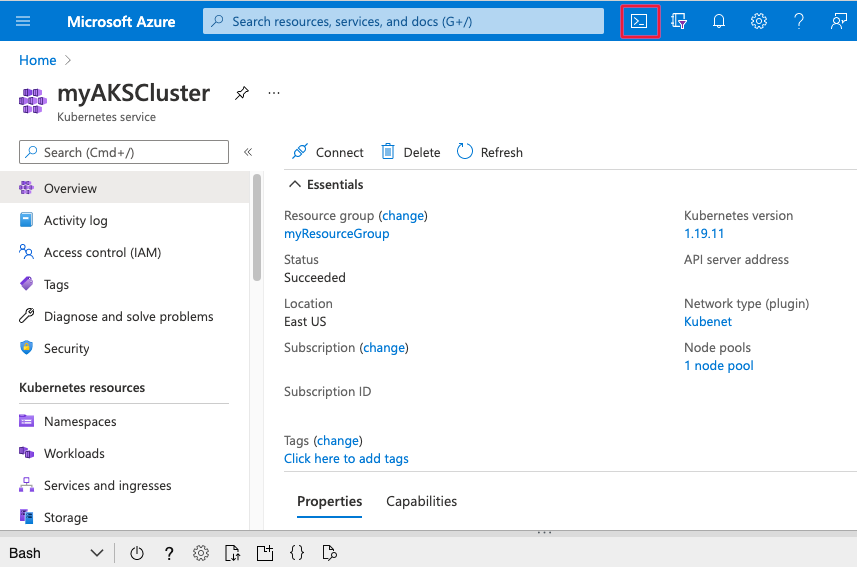 Microsoft Azure
Search resources, services, and docs (G+/)
Home
myAKSCluster
Kubernetes service
Search (Cmd+/)
Connect
Delete
Refresh
Overview
Activity log
Access control (IAM)
Tags
Diagnose and solve problems
Security
Kubernetes resources
Namespaces
Workloads
Services and ingresses
Storage
Essentials
Resource group (change)
myResourceGroup
Status
Succeeded
Location
East US
Subscription (change)
Subscription ID
Tags (change)
Click here to add tags
Kubernetes version
1.19.11
API server address
Network type (plugin)
Kubenet
Node pools
1 node pool
Properties
Capabilities
Bash